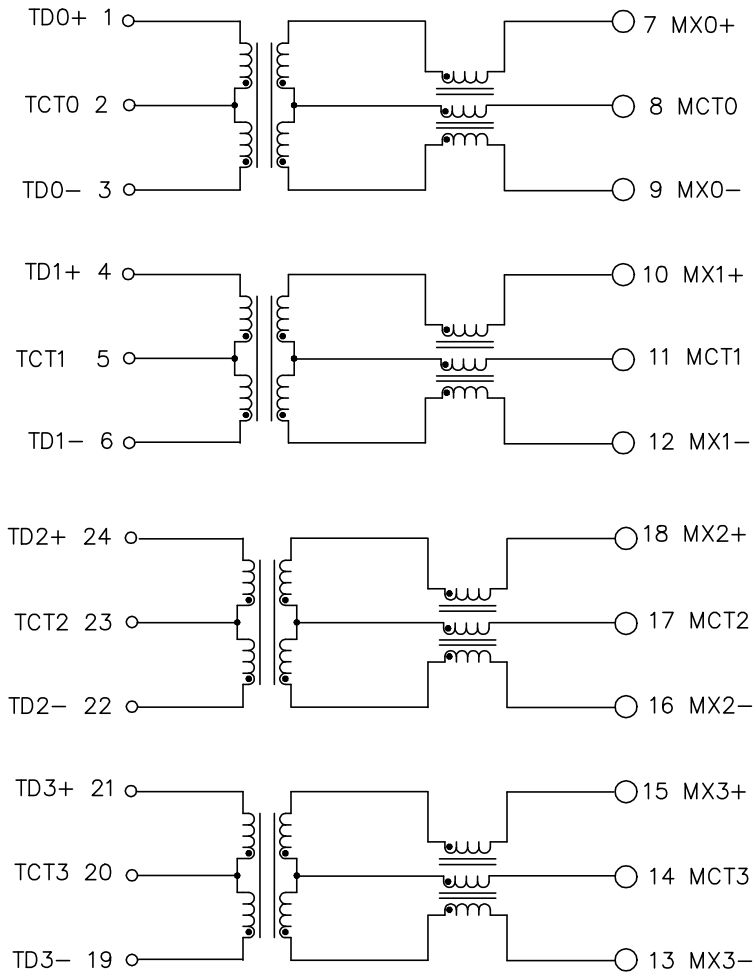 TD0+ 1 7 MX0+
TCT0 2 8 MCT0
TD0− 3 9 MX0−
TD1+ 4 10 MX1+
TCT1 5 11 MCT1
TD1− 6 12 MX1−
TD2+ 24 18 MX2+
TCT2 23 17 MCT2
TD2− 22 16 MX2−
TD3+ 21 15 MX3+
TCT3 20 14 MCT3
TD3− 19 13 MX3−